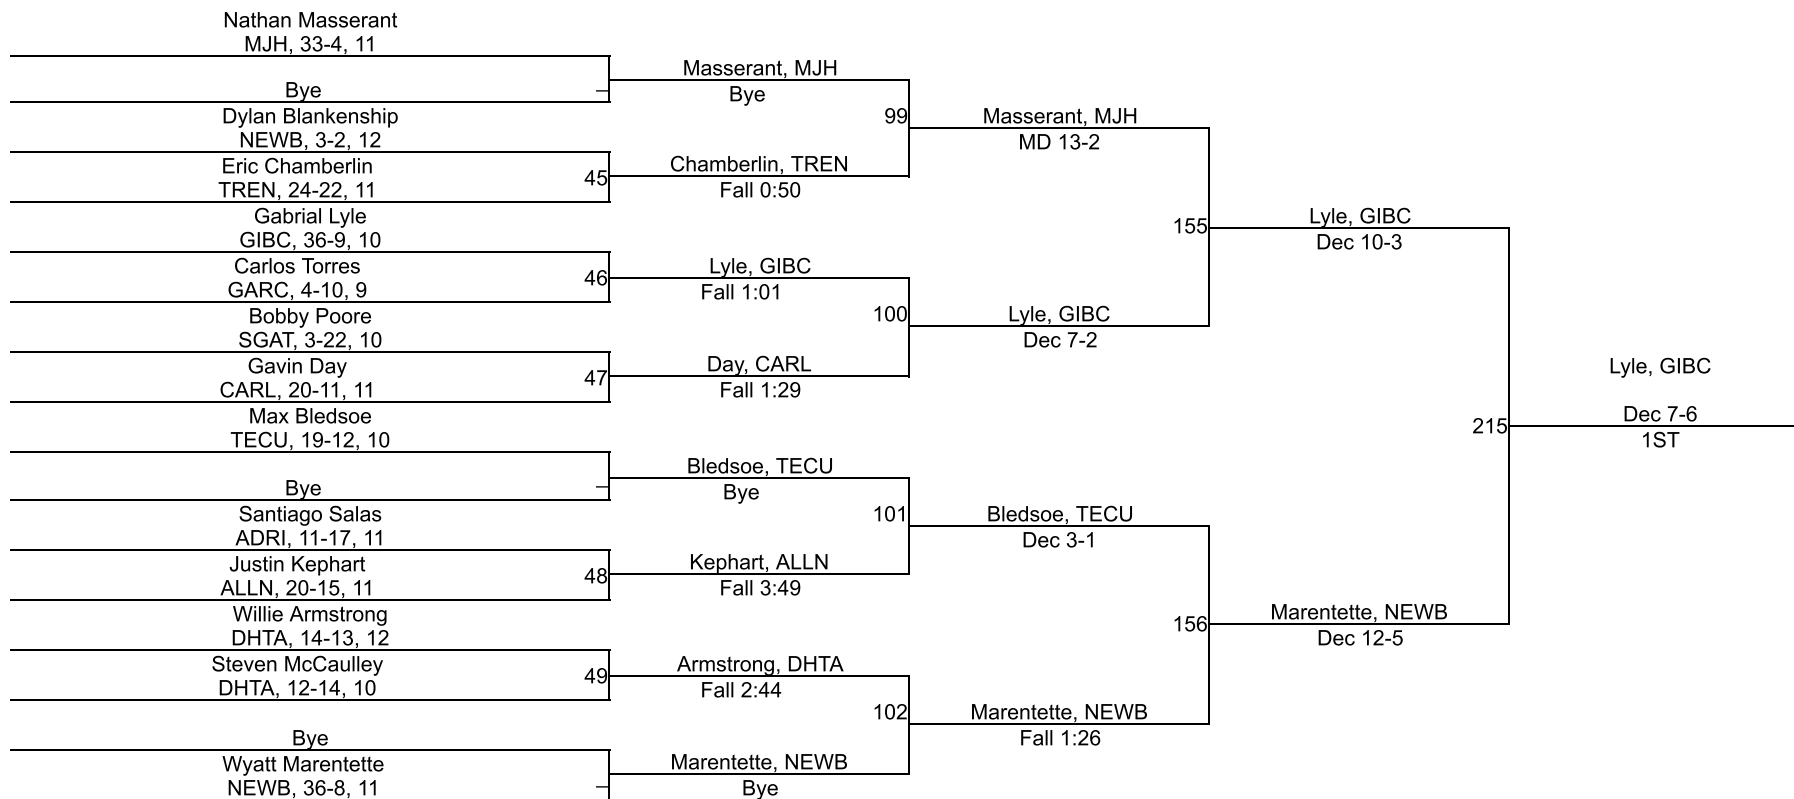 Nathan Masserant
MJH, 33-4, 11
Bye
Dylan Blankenship
NEWB, 3-2, 12
Eric Chamberlin
TREN, 24-22, 11
45
Gabrial Lyle
GIBC, 36-9, 10
Carlos Torres
GARC, 4-10, 9
46
Bobby Poore
SGAT, 3-22, 10
Gavin Day
CARL, 20-11, 11
47
Max Bledsoe
TECU, 19-12, 10
Bye
Santiago Salas
ADRI, 11-17, 11
Justin Kephart
ALLN, 20-15, 11
48
Willie Armstrong
DHTA, 14-13, 12
Steven McCaulley
DHTA, 12-14, 10
49
Bye
Wyatt Marentette
NEWB, 36-8, 11
Masserant, MJH
Bye
99
Chamberlin, TREN
Fall 0:50
Lyle, GIBC
Fall 1:01
100
Day, CARL
Fall 1:29
Bledsoe, TECU
Bye
101
Kephart, ALLN
Fall 3:49
Armstrong, DHTA
Fall 2:44
102
Marentette, NEWB
Bye
Masserant, MJH
MD 13-2
155
Lyle, GIBC
Dec 7-2
Bledsoe, TECU
Dec 3-1
156
Marentette, NEWB
Fall 1:26
Lyle, GIBC
Dec 10-3
215
Marentette, NEWB
Dec 12-5
Lyle, GIBC
Dec 7-6
1ST